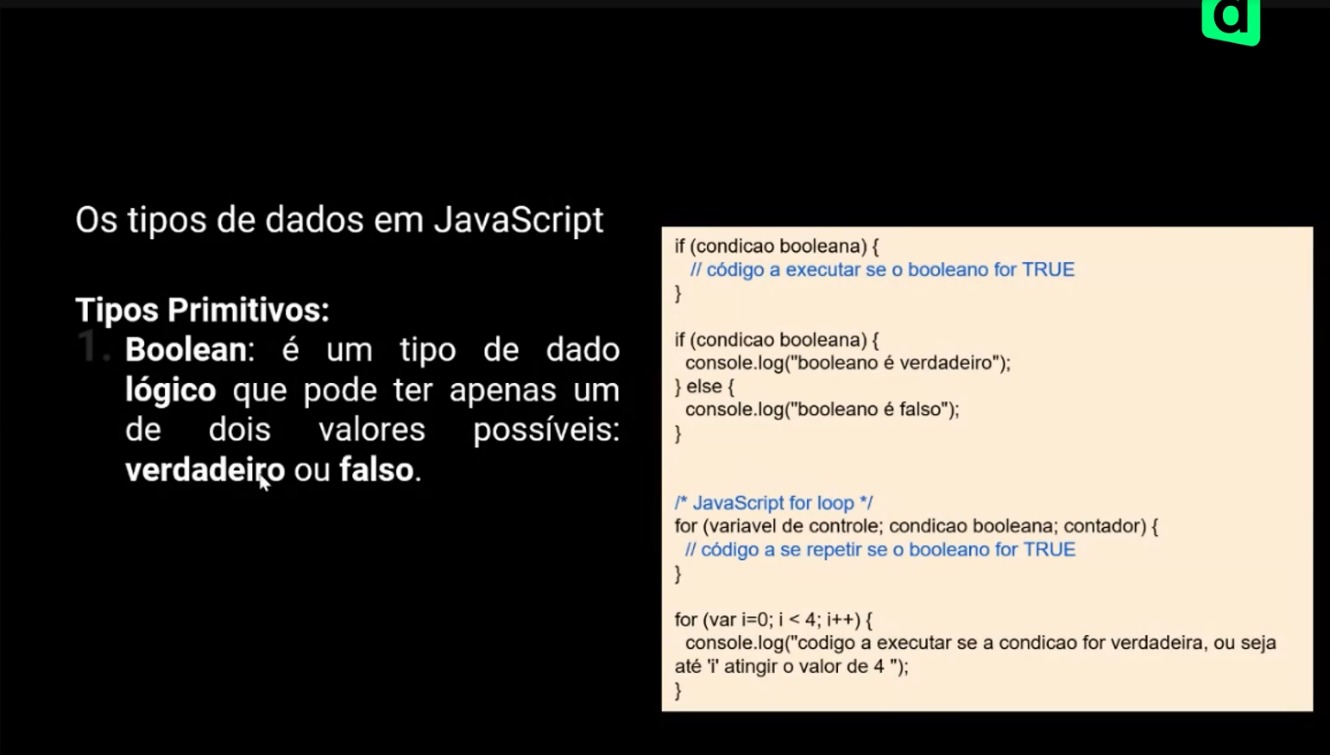 d
Os tipos de dados em JavaScript
Tipos Primitivos:
1. Boolean: é um tipo de dado
lógico que pode ter apenas um
de dois valores possíveis:
verdadeiro ou falso.
if (condicao booleana) {
// código a executar se o booleano for TRUE
}
if (condicao booleana) {
console.log("booleano é verdadeiro");
} else {
console.log("booleano é falso");
}
/* JavaScript for loop */
for (variavel de controle; condicao booleana; contador) {
// código a se repetir se o booleano for TRUE
}
for (var i=0; i < 4; i++) {
console.log("codigo a executar se a condicao for verdadeira, ou seja
até 'i' atingir o valor de 4 ");
}